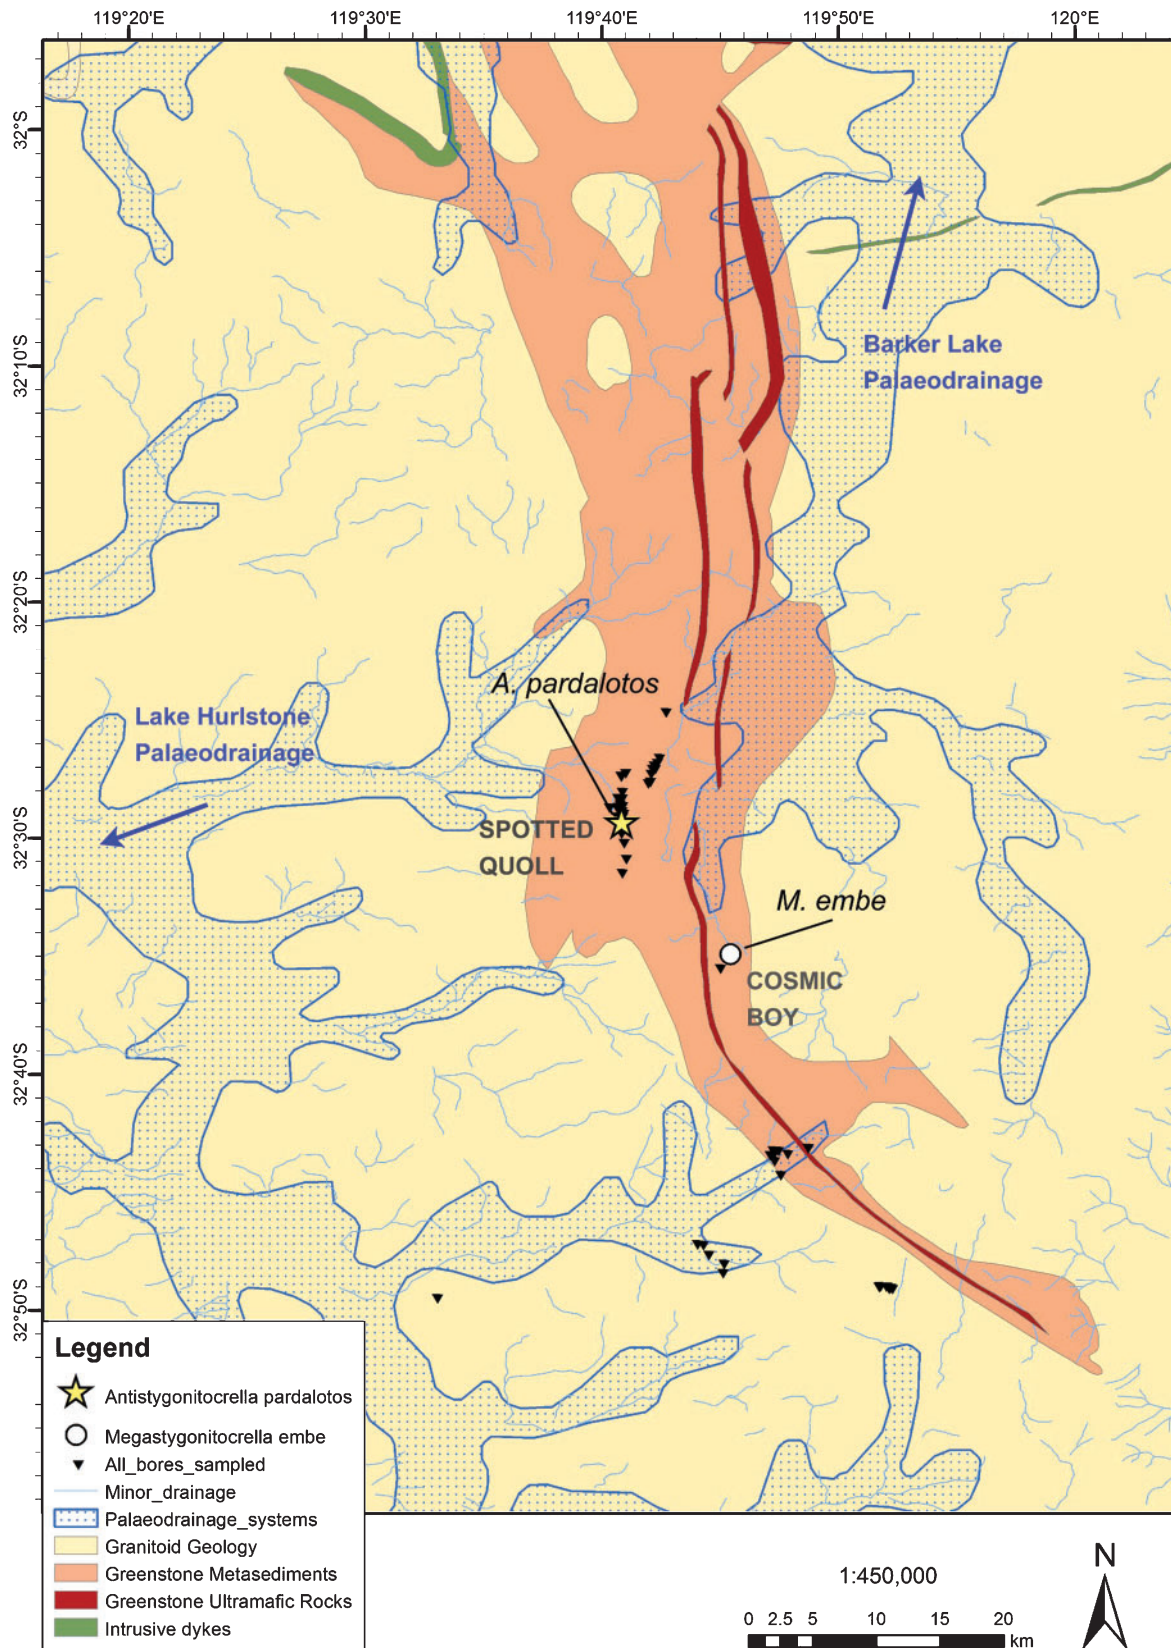 119°20'E 119°30'E 119°40'E 119°50'E 120°E
32°S
32°10'S
32°20'S
32°30'S
32°40'S
32°50'S
Barker Lake
Palaeodrainage
A. pardalotos
Lake Hurlstone
Palaeodrainage
SPOTTED
QUOLL
M. embe
COSMIC
BOY
Legend
Antistygonitocrella pardalotos
Megastygonitocrella embe
All_bores_sampled
Minor_drainage
Palaeodrainage_systems
Granitoid Geology
Greenstone Metasediments
Greenstone Ultramafic Rocks
Intrusive dykes
1:450,000
0 2.5 5 10 15 20
km
N